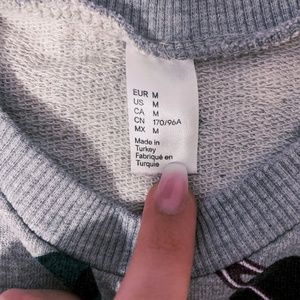 EUR M
US M
CA M
CN 170/96A
MX M
Made in
Turkey
Fabriqué en
Turquie